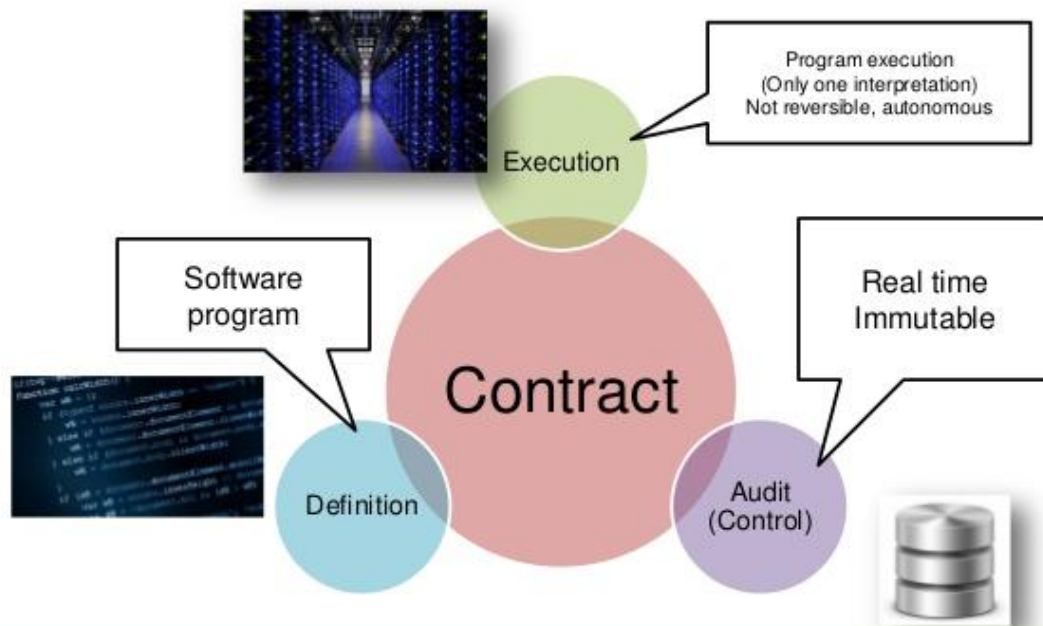 Program execution
(Only one interpretation)
Not reversible, autonomous
Execution
Software
program
Real time
Immutable
Contract
Definition
Audit
(Control)